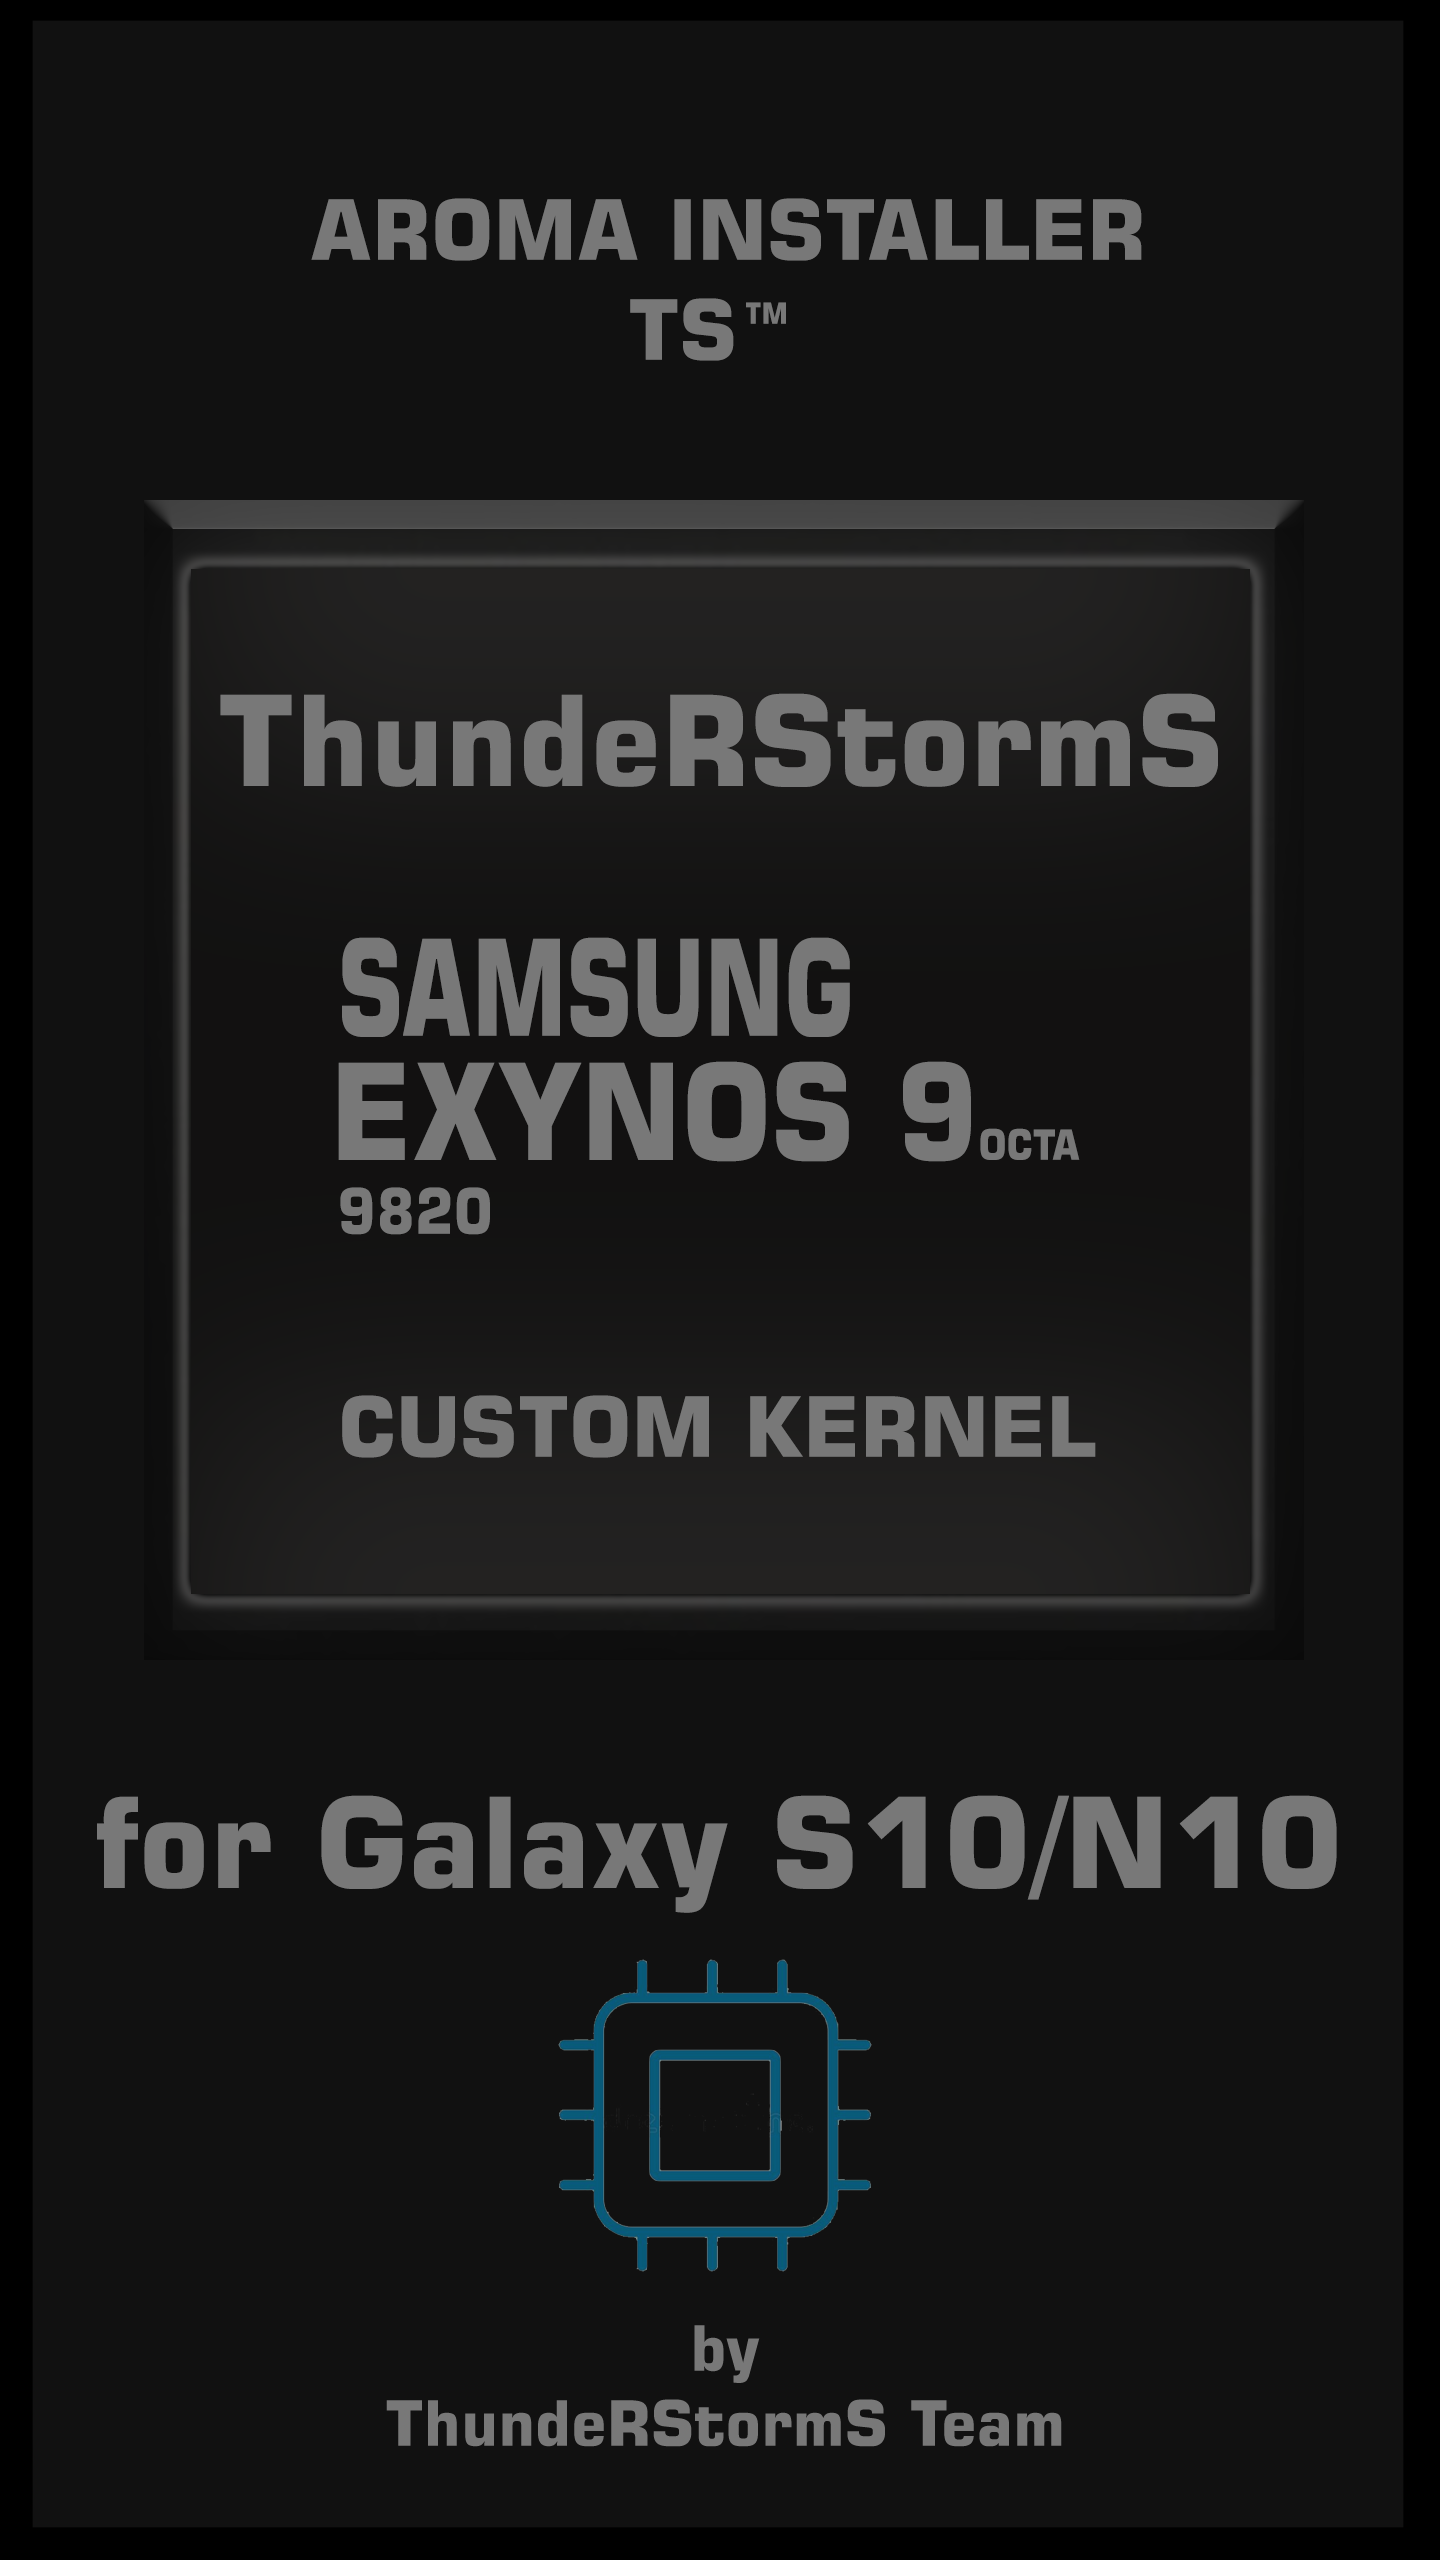 AROMA INSTALLER
TS™
ThundeRStormS
SAMSUNG
EXYNOS 9 OCTA
9820
CUSTOM KERNEL
for Galaxy S10/N10
by
ThundeRStormS Team